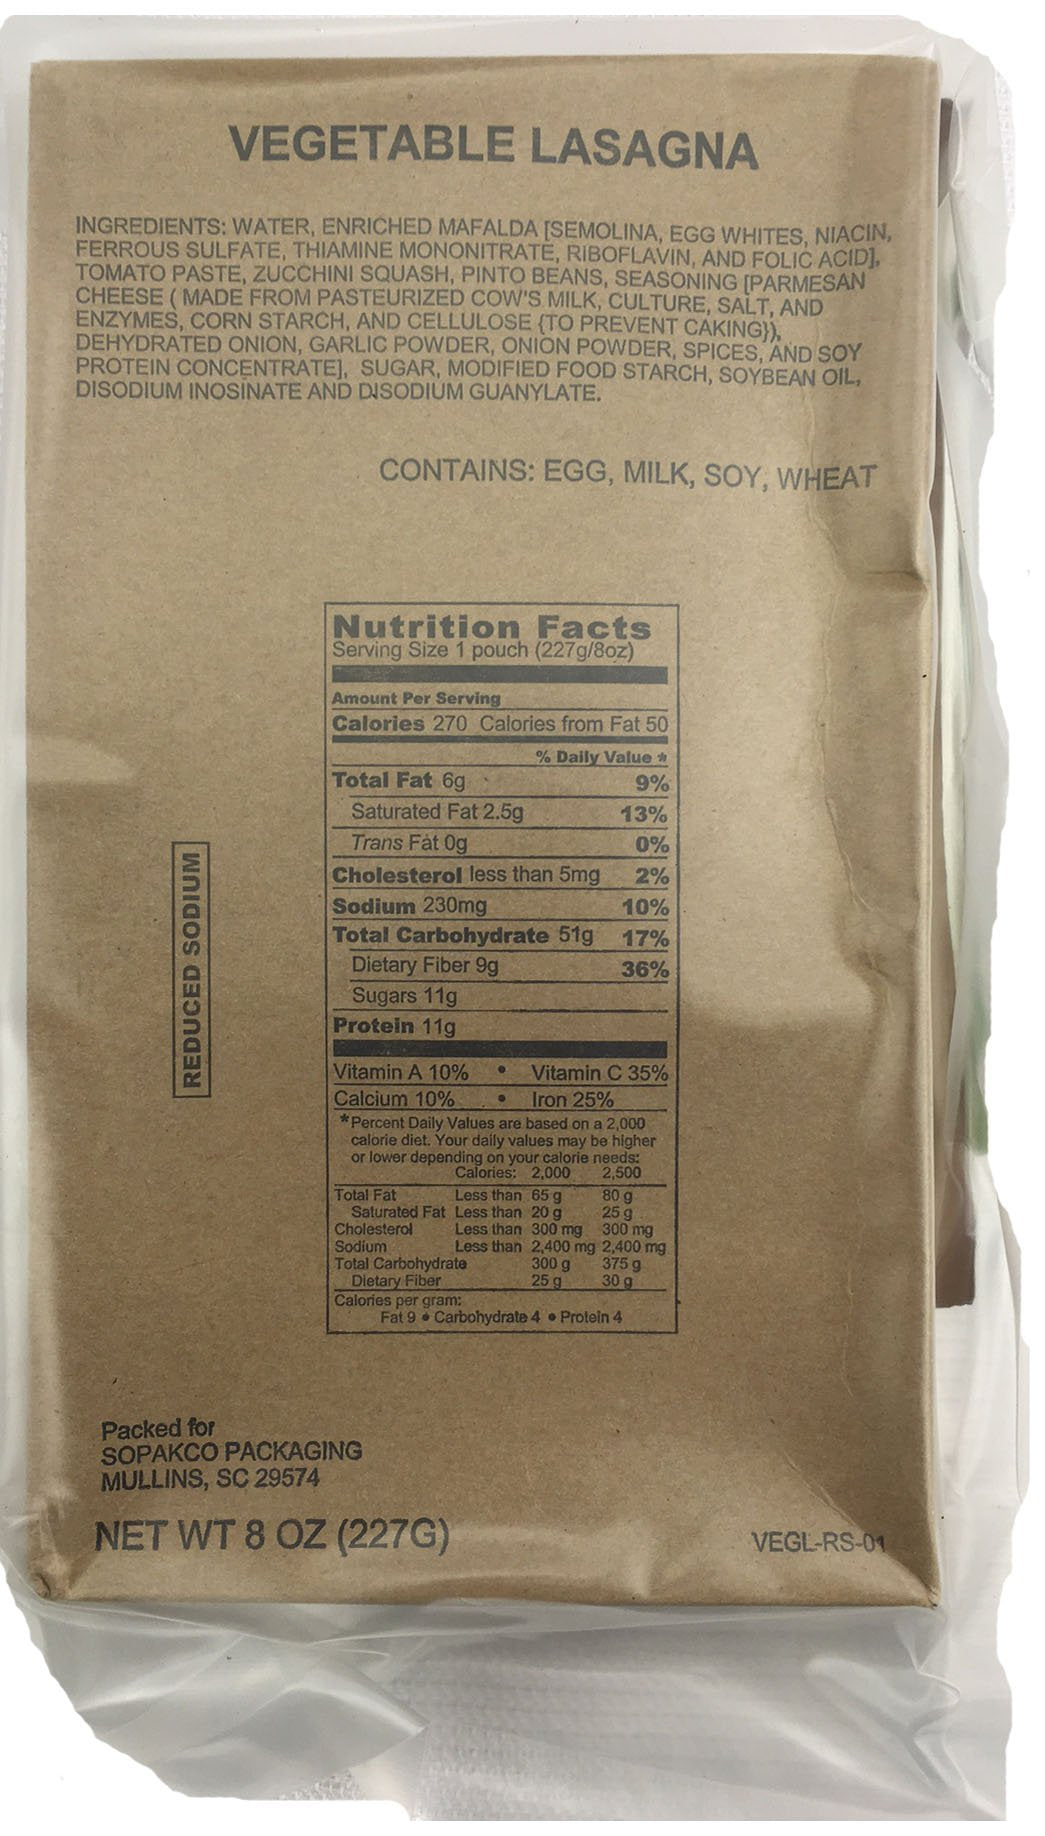 VEGETABLE LASAGNA
INGREDIENTS: WATER, ENRICHED MAFALDA [SEMOLINA, EGG WHITES, NIACIN,
FERROUS SULFATE, THIAMINE MONONITRATE, RIBOFLAVIN, AND FOLIC ACID],
TOMATO PASTE, ZUCCHINI SQUASH, PINTO BEANS, SEASONING [PARMESAN
CHEESE ( MADE FROM PASTEURIZED COW'S MILK, CULTURE, SALT, AND
ENZYMES, CORN STARCH, AND CELLULOSE {TO PREVENT CAKING}),
DEHYDRATED ONION, GARLIC POWDER, ONION POWDER, SPICES, AND SOY
PROTEIN CONCENTRATE], SUGAR, MODIFIED FOOD STARCH, SOYBEAN OIL,
DISODIUM INOSINATE AND DISODIUM GUANYLATE.
CONTAINS: EGG, MILK, SOY, WHEAT
Nutrition Facts
Serving Size 1 pouch (227g/8oz)
Amount Per Serving
Calories 270 Calories from Fat 50
% Daily Value *
Total Fat 6g 9%
Saturated Fat 2.5g 13%
Trans Fat 0g 0%
Cholesterol less than 5mg 2%
Sodium 230mg 10%
Total Carbohydrate 51g 17%
Dietary Fiber 9g 36%
Sugars 11g
Protein 11g
Vitamin A 10% • Vitamin C 35%
Calcium 10% • Iron 25%
*Percent Daily Values are based on a 2,000
calorie diet. Your daily values may be higher
or lower depending on your calorie needs:
Calories: 2,000 2,500
Total Fat Less than 65 g 80 g
Saturated Fat Less than 20 g 25 g
Cholesterol Less than 300 mg 300 mg
Sodium Less than 2,400 mg 2,400 mg
Total Carbohydrate 300 g 375 g
Dietary Fiber 25 g 30 g
Calories per gram:
Fat 9 • Carbohydrate 4 • Protein 4
REDUCED SODIUM
Packed for
SOPAKCO PACKAGING
MULLINS, SC 29574
NET WT 8 OZ (227G)
VEGL-RS-01